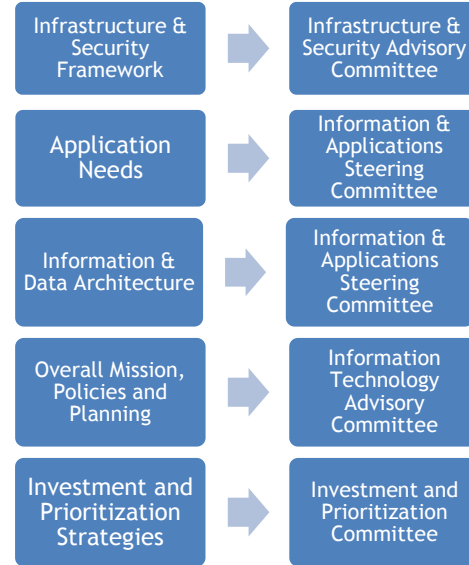 Infrastructure &
Security
Framework
Infrastructure &
Security Advisory
Committee
Application
Needs
Information &
Applications
Steering
Committee
Information &
Data Architecture
Information &
Applications
Steering
Committee
Overall Mission,
Policies and
Planning
Information
Technology
Advisory
Committee
Investment and
Prioritization
Strategies
Investment and
Prioritization
Committee